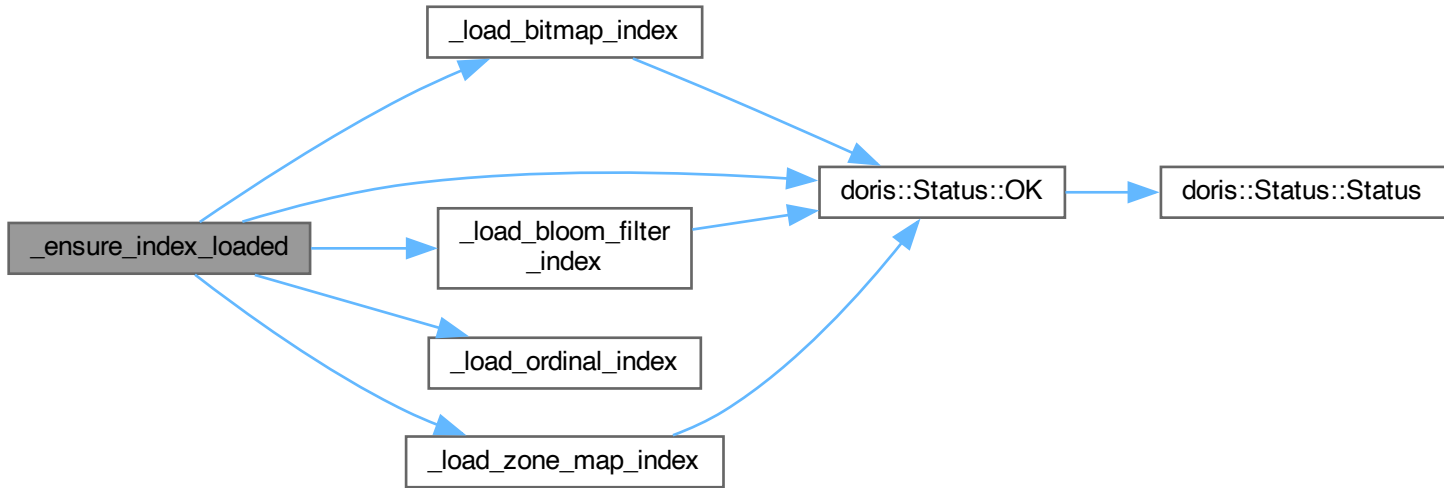 _load_bitmap_index
doris::Status::OK
doris::Status::Status
_ensure_index_loaded
_load_bloom_filter
_index
_load_ordinal_index
_load_zone_map_index